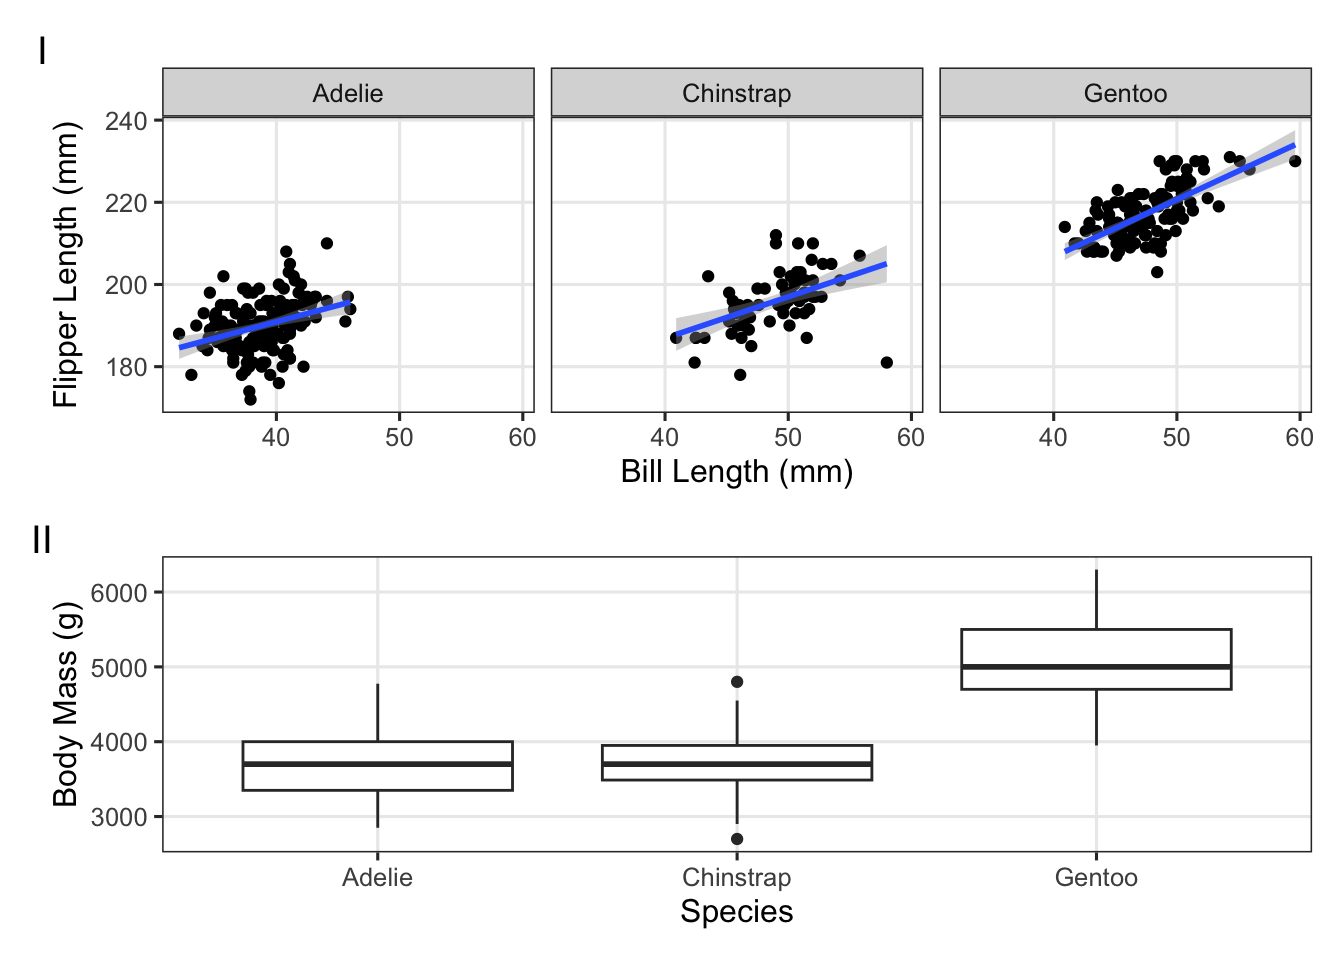 I
Adelie Chinstrap Gentoo
Flipper Length (mm)
240
220
200
180
40 50 60 40 50 60 40 50 60
Bill Length (mm)
II
Body Mass (g)
6000
5000
4000
3000
Adelie Chinstrap Gentoo
Species